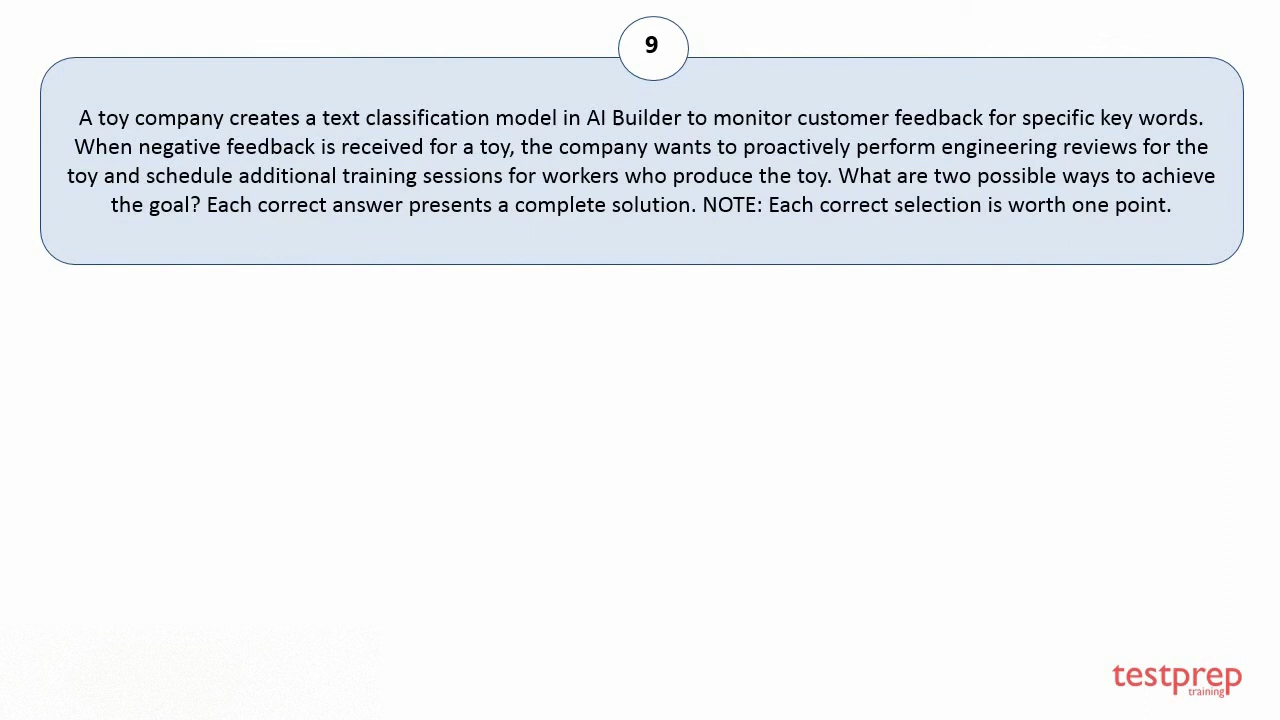 9
A toy company creates a text classification model in AI Builder to monitor customer feedback for specific key words.
When negative feedback is received for a toy, the company wants to proactively perform engineering reviews for the
toy and schedule additional training sessions for workers who produce the toy. What are two possible ways to achieve
the goal? Each correct answer presents a complete solution. NOTE: Each correct selection is worth one point.
testprep
training